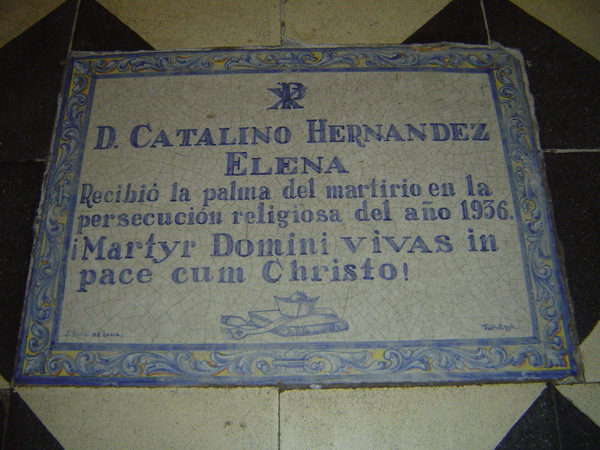 D. CATALINO HERNANDEZ
ELENA
Recibió la palma del martirio en la
persecución religiosa del año 1936.
¡Martyr Domini vivas in
pace cum Christo!